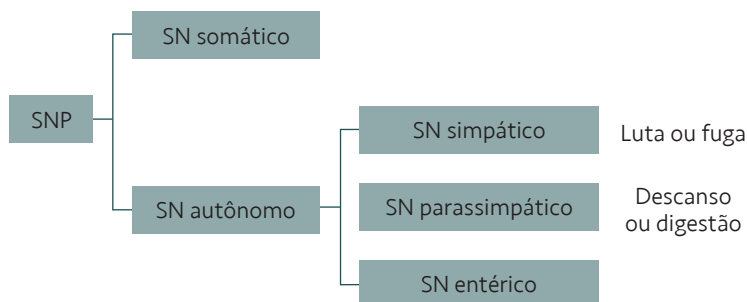 SN somático
SNP
SN simpático
Luta ou fuga
SN autônomo
SN parassimpático
Descanso
ou digestão
SN entérico